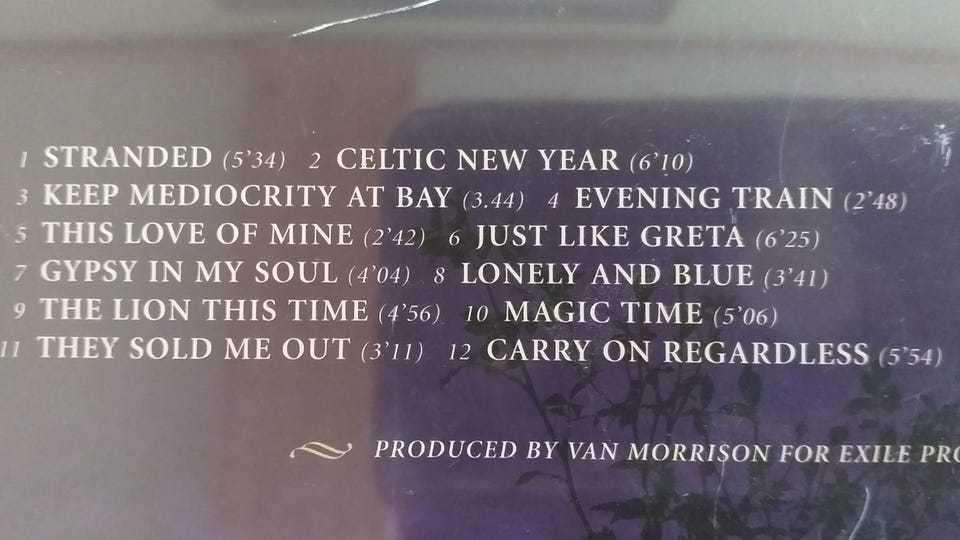 1 STRANDED (5'34) 2 CELTIC NEW YEAR (6'10)
3 KEEP MEDIOCRITY AT BAY (3.44) 4 EVENING TRAIN (2'48)
5 THIS LOVE OF MINE (2'42) 6 JUST LIKE GRETA (6'25)
7 GYPSY IN MY SOUL (4'04) 8 LONELY AND BLUE (3'41)
9 THE LION THIS TIME (4'56) 10 MAGIC TIME (5'06)
11 THEY SOLD ME OUT (3'11) 12 CARRY ON REGARDLESS (5'54)
PRODUCED BY VAN MORRISON FOR EXILE